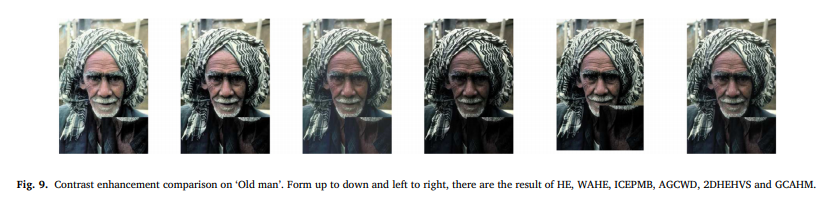 Fig. 9. Contrast enhancement comparison on ‘Old man’. Form up to down and left to right, there are the result of HE, WAHE, ICEPMB, AGCWD, 2DHEHVS and GCAHM.